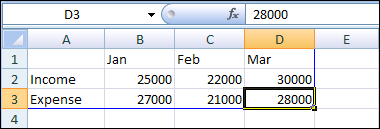 D3 fx 28000
A B C D E
1 Jan Feb Mar
2 Income 25000 22000 30000
3 Expense 27000 21000 28000
4